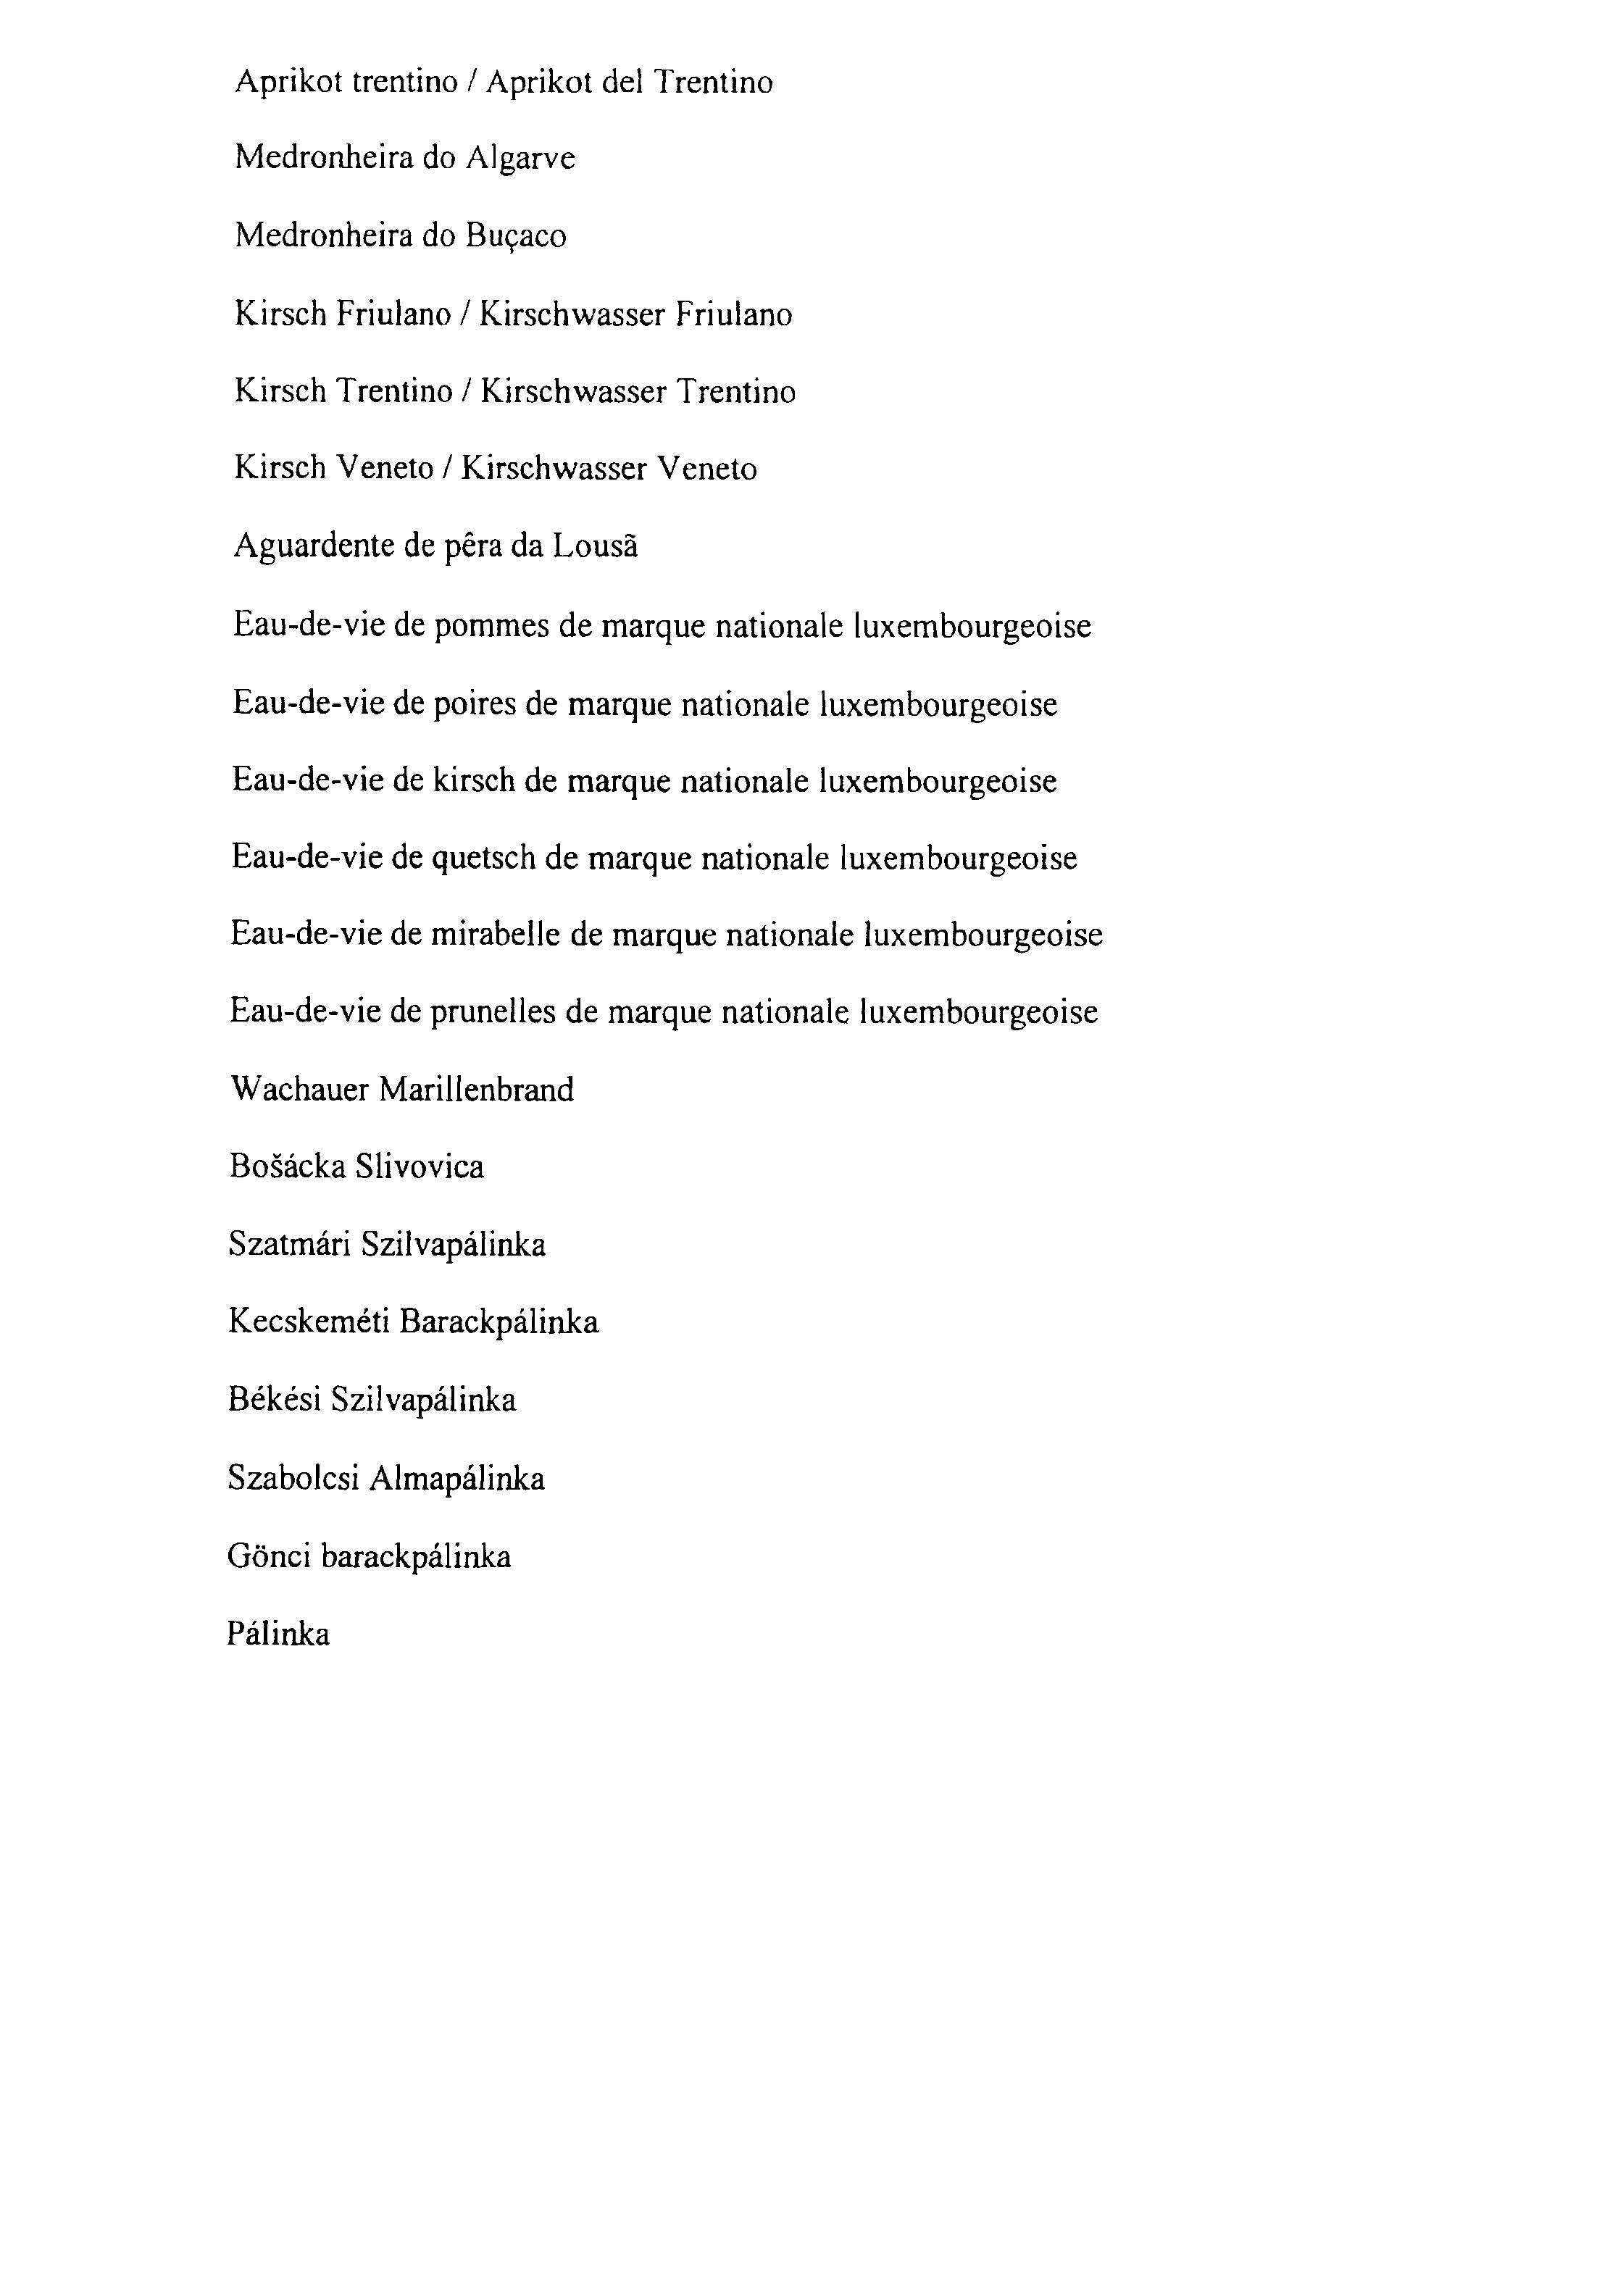 Aprikot trentino / Aprikot del Trentino
Medronheira do Algarve
Medronheira do Buçaco
Kirsch Friulano / Kirschwasser Friulano
Kirsch Trentino / Kirschwasser Trentino
Kirsch Veneto / Kirschwasser Veneto
Aguardente de pêra da Lousã
Eau-de-vie de pommes de marque nationale luxembourgeoise
Eau-de-vie de poires de marque nationale luxembourgeoise
Eau-de-vie de kirsch de marque nationale luxembourgeoise
Eau-de-vie de quetsch de marque nationale luxembourgeoise
Eau-de-vie de mirabelle de marque nationale luxembourgeoise
Eau-de-vie de prunelles de marque nationale luxembourgeoise
Wachauer Marillenbrand
Bošácka Slivovica
Szatmári Szilvapálinka
Kecskeméti Barackpálinka
Békési Szilvapálinka
Szabolcsi Almapálinka
Gönci barackpálinka
Pálinka